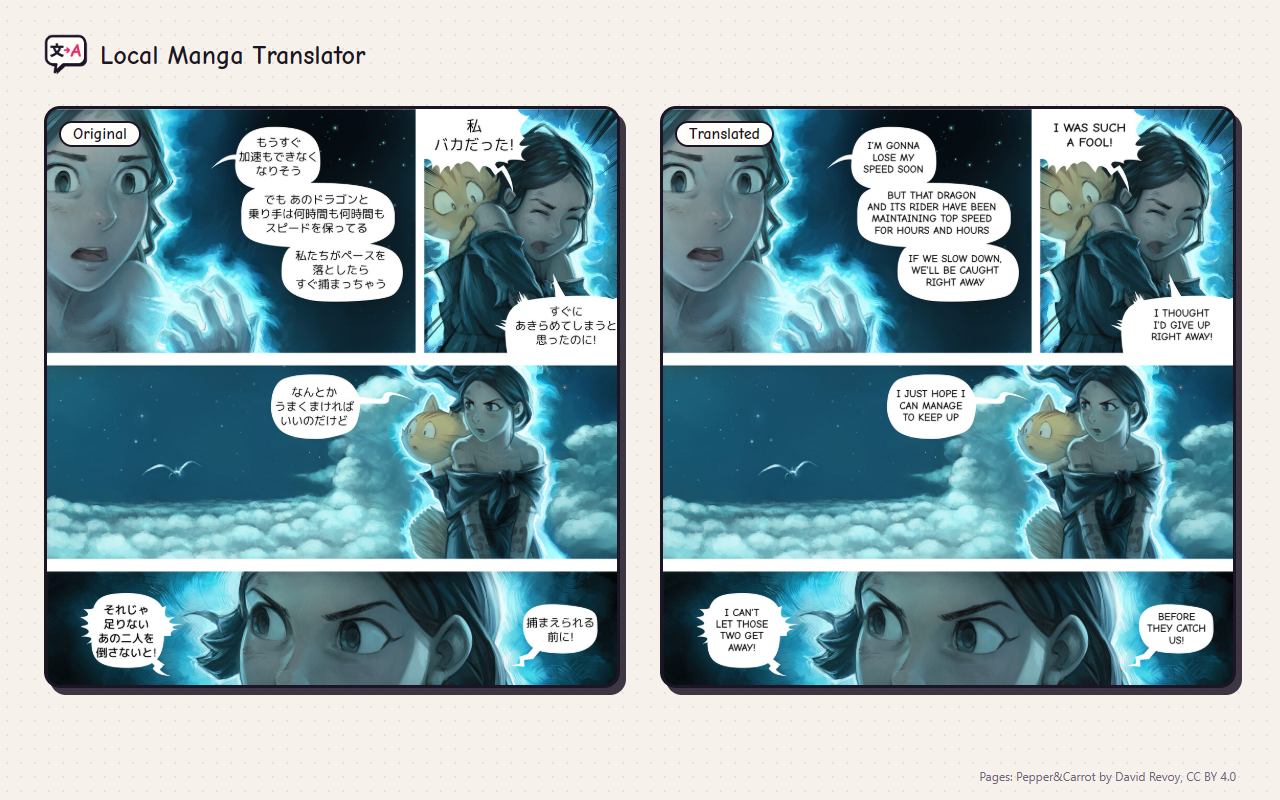 文→A
Local Manga Translator
Original
もうすぐ
加速もできなく
なりそう
でも あのドラゴンと
乗り手は何時間も何時間も
スピードを保ってる
私たちがペースを
落としたら
すぐ捕まっちゃう
私
バカだった!
すぐに
あきらめてしまうと
思ったのに!
なんとか
うまくまければ
いいのだけど
それじゃ
足りない
あの二人を
倒さないと!
捕まえられる
前に!
Translated
I'M GONNA
LOSE MY
SPEED SOON
BUT THAT DRAGON
AND ITS RIDER HAVE BEEN
MAINTAINING TOP SPEED
FOR HOURS AND HOURS
IF WE SLOW DOWN,
WE'LL BE CAUGHT
RIGHT AWAY
I WAS SUCH
A FOOL!
I THOUGHT
I'D GIVE UP
RIGHT AWAY!
I JUST HOPE I
CAN MANAGE
TO KEEP UP
I CAN'T
LET THOSE
TWO GET
AWAY!
BEFORE
THEY CATCH
US!
Pages: Pepper&Carrot by David Revoy, CC BY 4.0